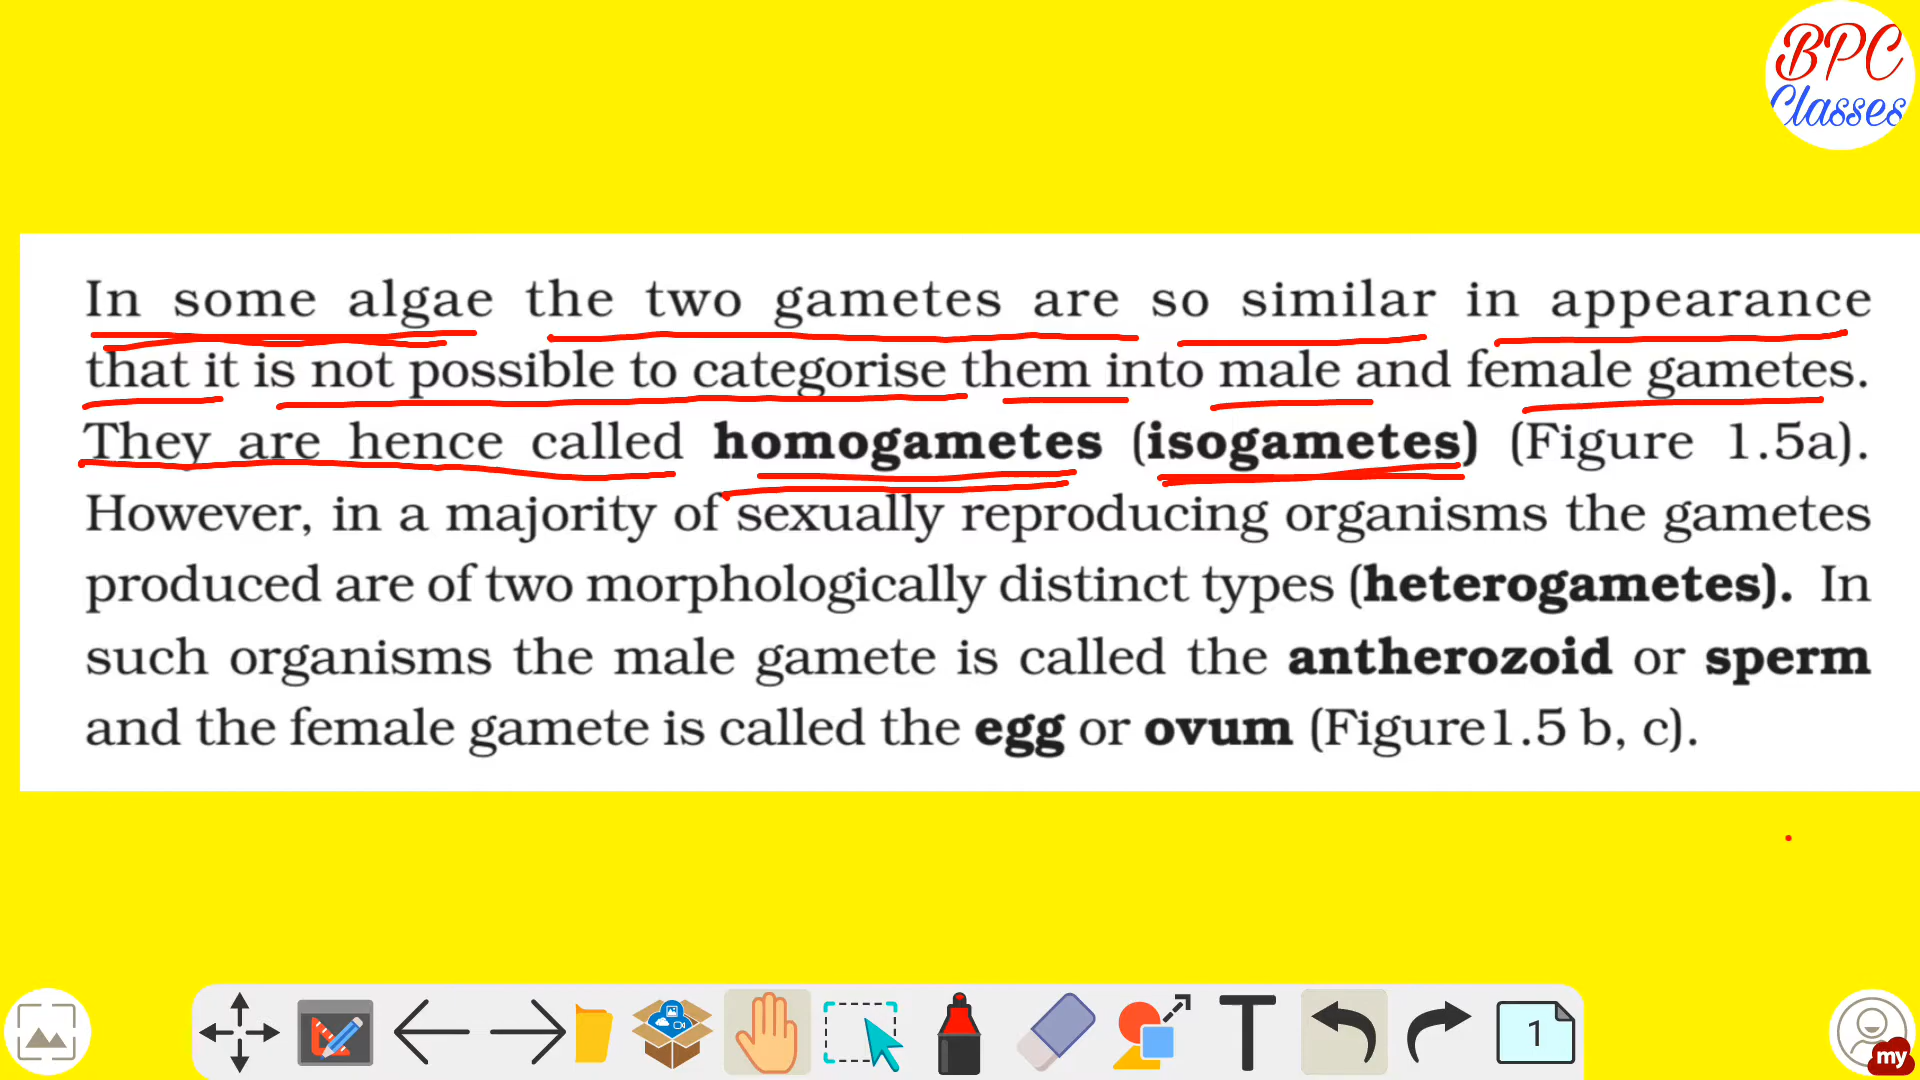 BPC
Classes
In some algae the two gametes are so similar in appearance
that it is not possible to categorise them into male and female gametes.
They are hence called homogametes (isogametes) (Figure 1.5a).
However, in a majority of sexually reproducing organisms the gametes
produced are of two morphologically distinct types (heterogametes). In
such organisms the male gamete is called the antherozoid or sperm
and the female gamete is called the egg or ovum (Figure1.5 b, c).
T
1
my